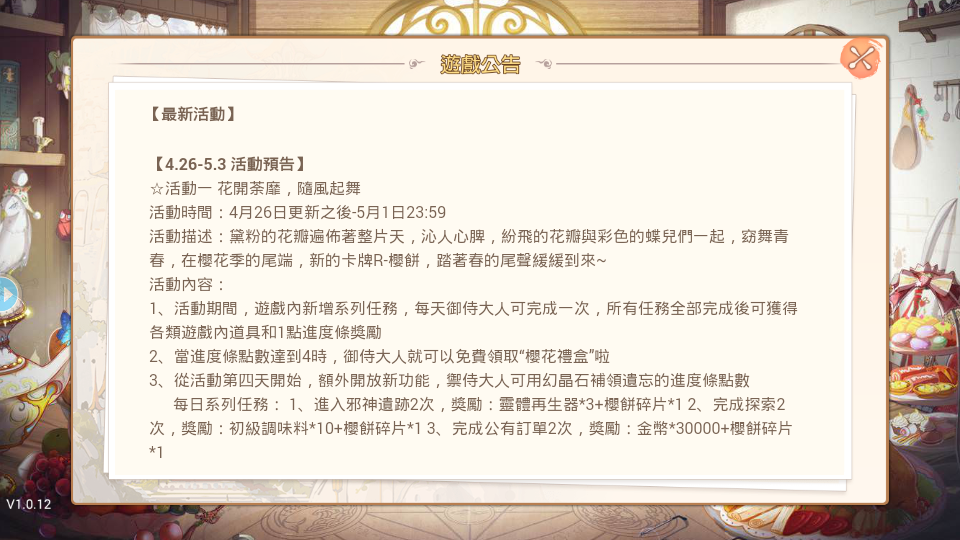 遊戲公告
【最新活動】
【4.26-5.3 活動預告】
☆活動一 花開荼蘼，隨風起舞
活動時間：4月26日更新之後-5月1日23:59
活動描述：黛粉的花瓣遍佈著整片天，沁人心脾，紛飛的花瓣與彩色的蝶兒們一起，窈舞青
春，在櫻花季的尾端，新的卡牌R-櫻餅，踏著春的尾聲緩緩到來~
活動內容：
1、活動期間，遊戲內新增系列任務，每天御侍大人可完成一次，所有任務全部完成後可獲得
各類遊戲內道具和1點進度條獎勵
2、當進度條點數達到4時，御侍大人就可以免費領取“櫻花禮盒”啦
3、從活動第四天開始，額外開放新功能，禦侍大人可用幻晶石補領遺忘的進度條點數
每日系列任務： 1、進入邪神遺跡2次，獎勵：靈體再生器*3+櫻餅碎片*1 2、完成探索2
次，獎勵：初級調味料*10+櫻餅碎片*1 3、完成公有訂單2次，獎勵：金幣*30000+櫻餅碎片
*1
V1.0.12